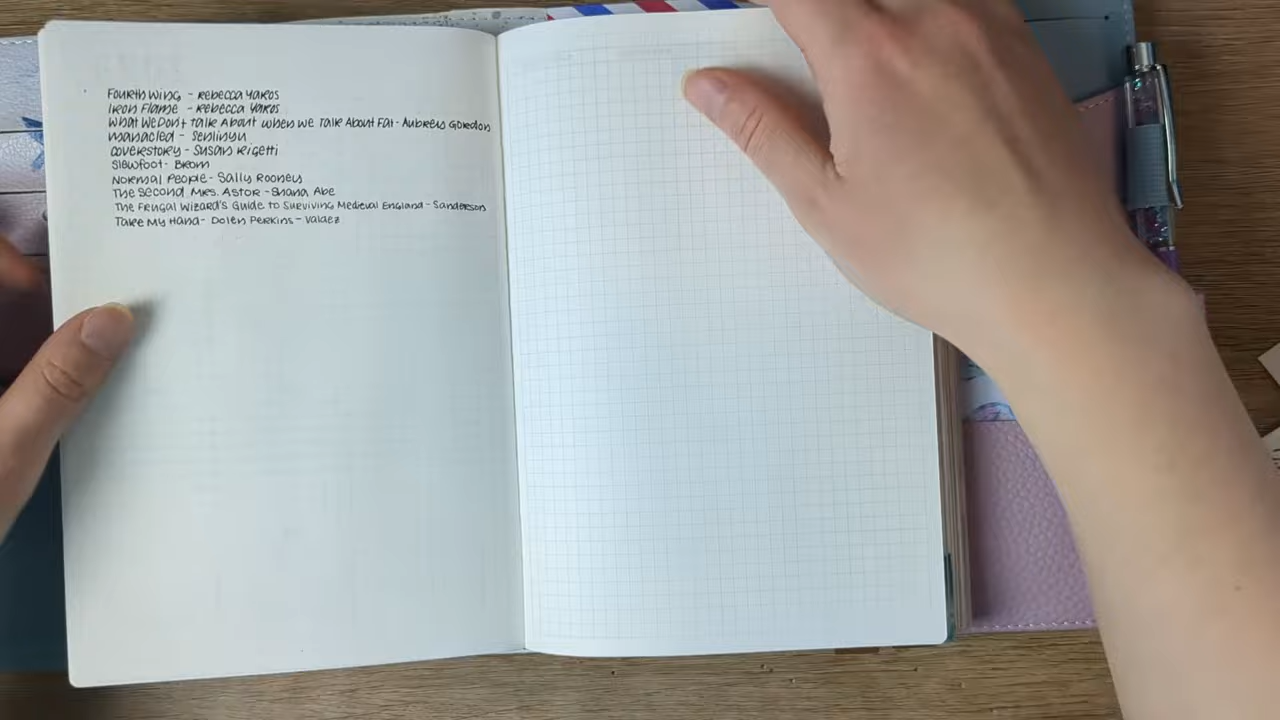 Fourth Wing - Rebecca Yaros
Iron Flame - Rebecca Yaros
What We Don't Talk About When We Talk About Fat - Aubrey Gordon
Manacled - Senlinyu
Coverstory - Susan Rigetti
Slewfoot - Brom
Normal People - Sally Rooney
The Second Mrs. Astor - Shana Abe
The Frugal Wizard's Guide to Surviving Medieval England - Sanderson
Take My Hand - Dolen Perkins - Valdez